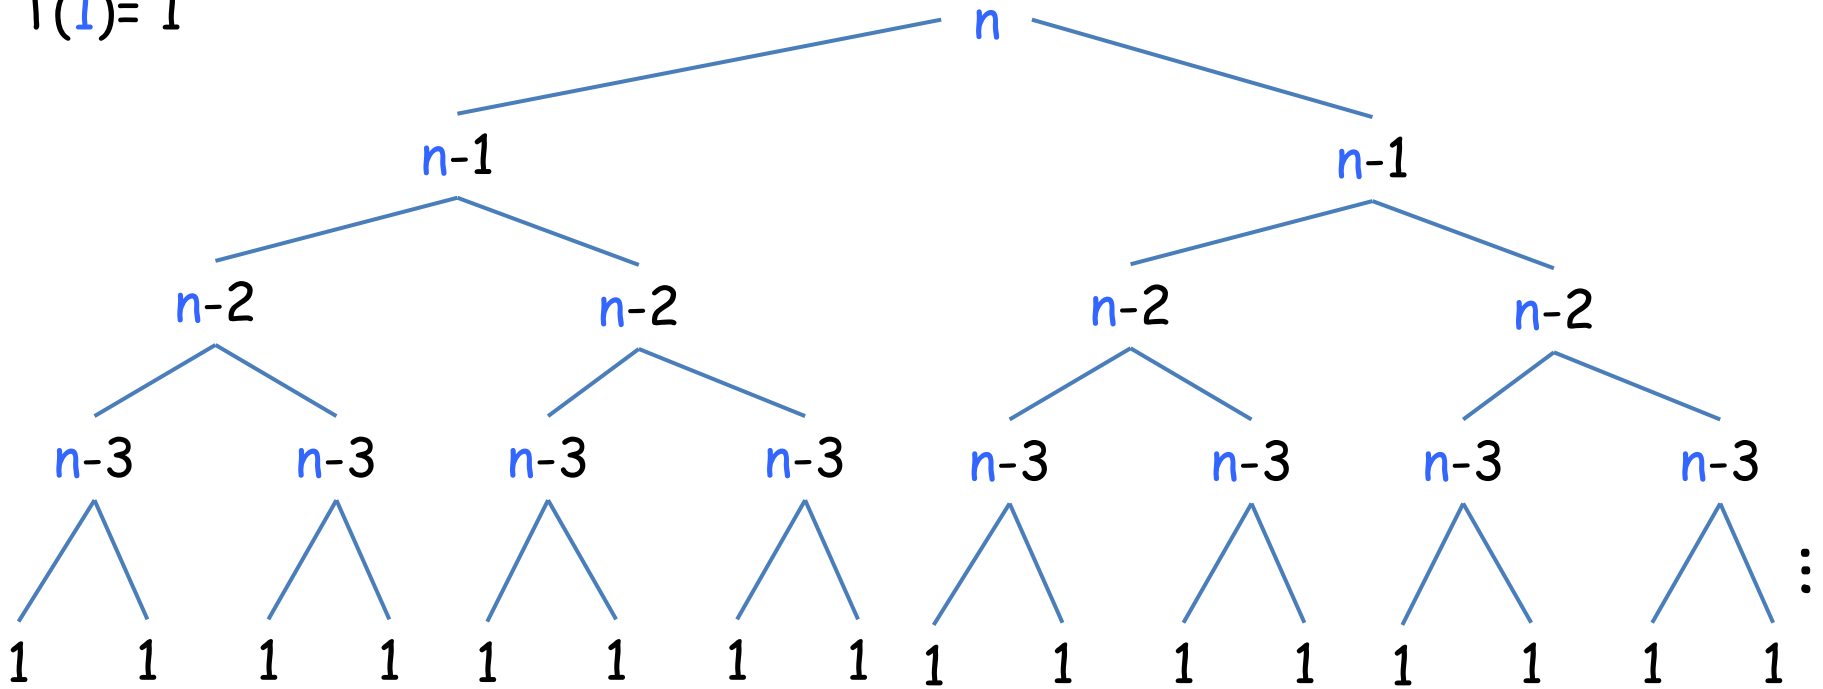 T(1)= 1
n
n-1 n-1
n-2 n-2 n-2 n-2
n-3 n-3 n-3 n-3 n-3 n-3 n-3 n-3
⋮
1 1 1 1 1 1 1 1 1 1 1 1 1 1 1 1